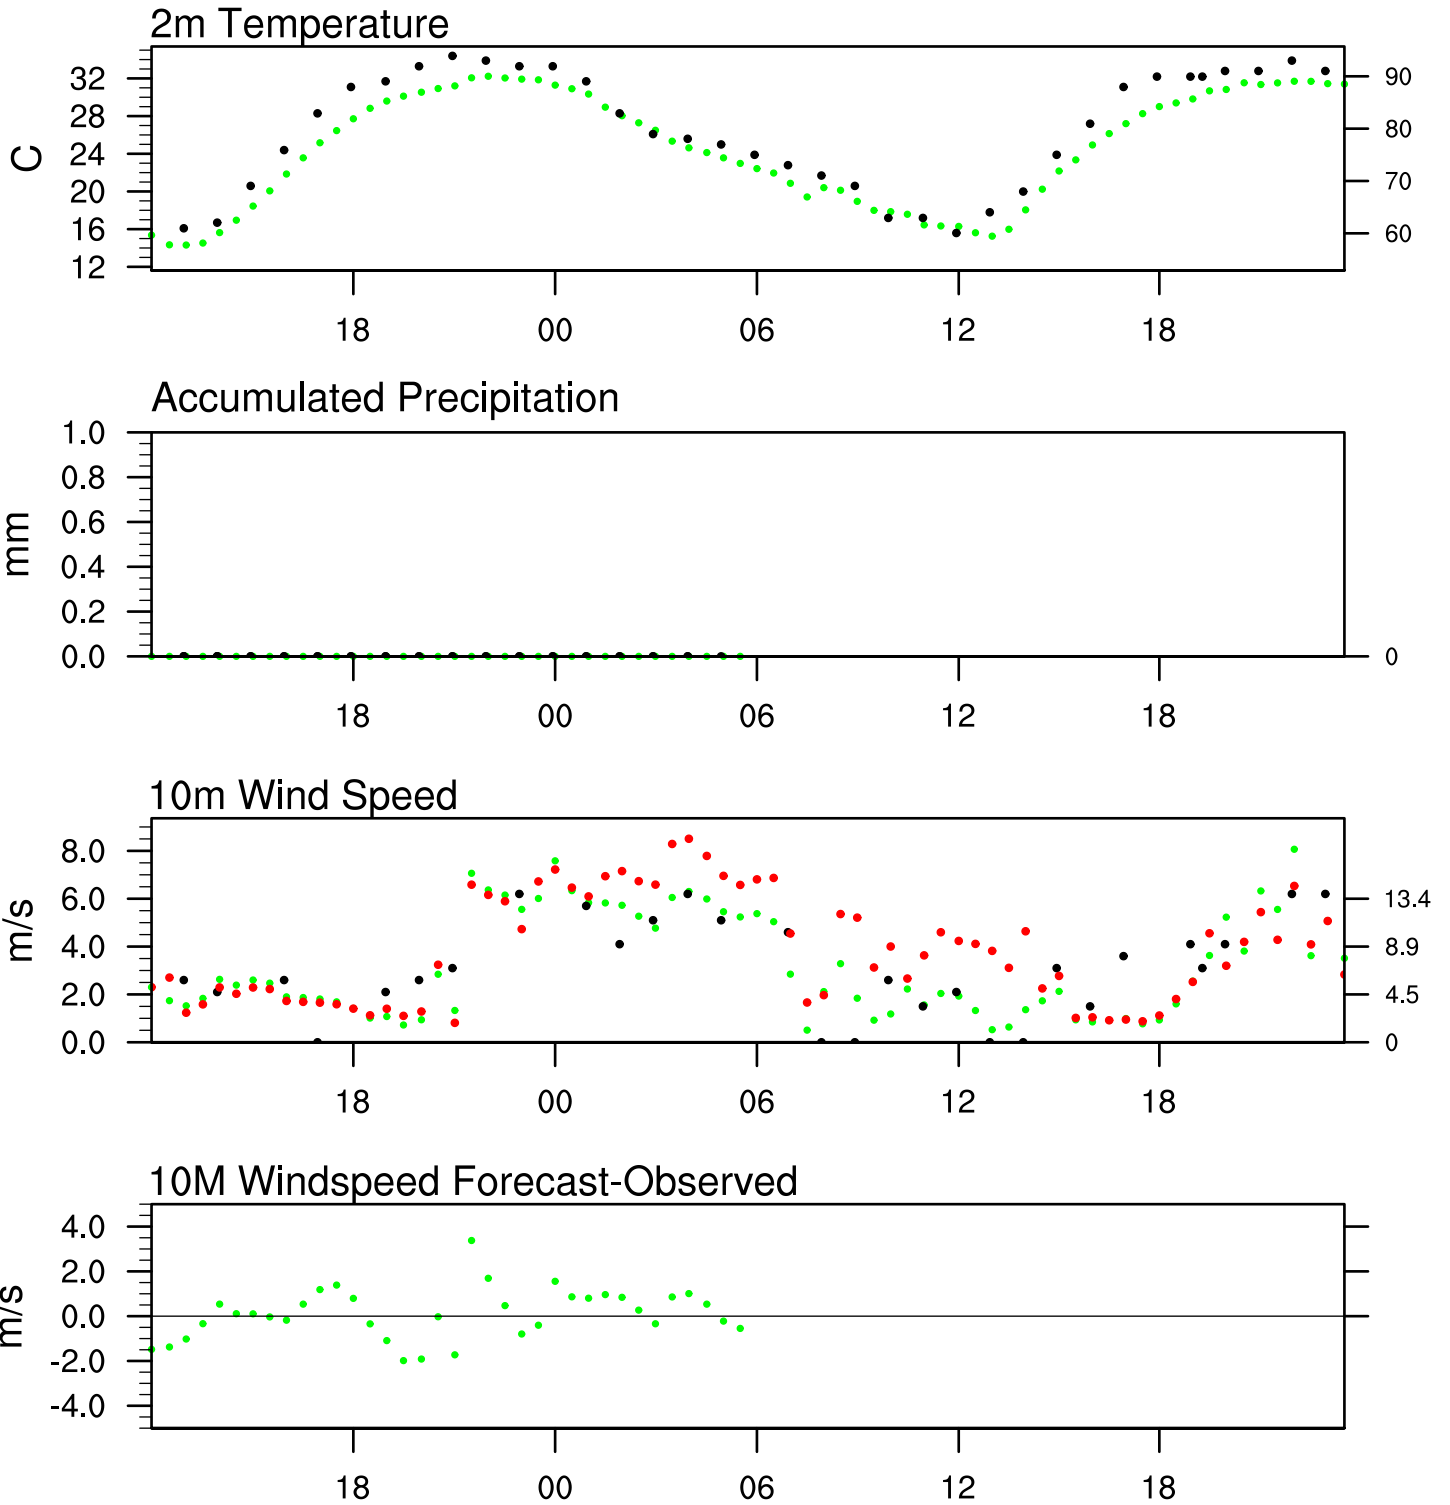 2m Temperature
C
32
28
24
20
16
12
90
80
70
60
18 00 06 12 18
Accumulated Precipitation
mm
1.0
0.8
0.6
0.4
0.2
0.0
0
18 00 06 12 18
10m Wind Speed
m/s
8.0
6.0
4.0
2.0
0.0
13.4
8.9
4.5
0
18 00 06 12 18
10M Windspeed Forecast-Observed
m/s
4.0
2.0
0.0
-2.0
-4.0
18 00 06 12 18